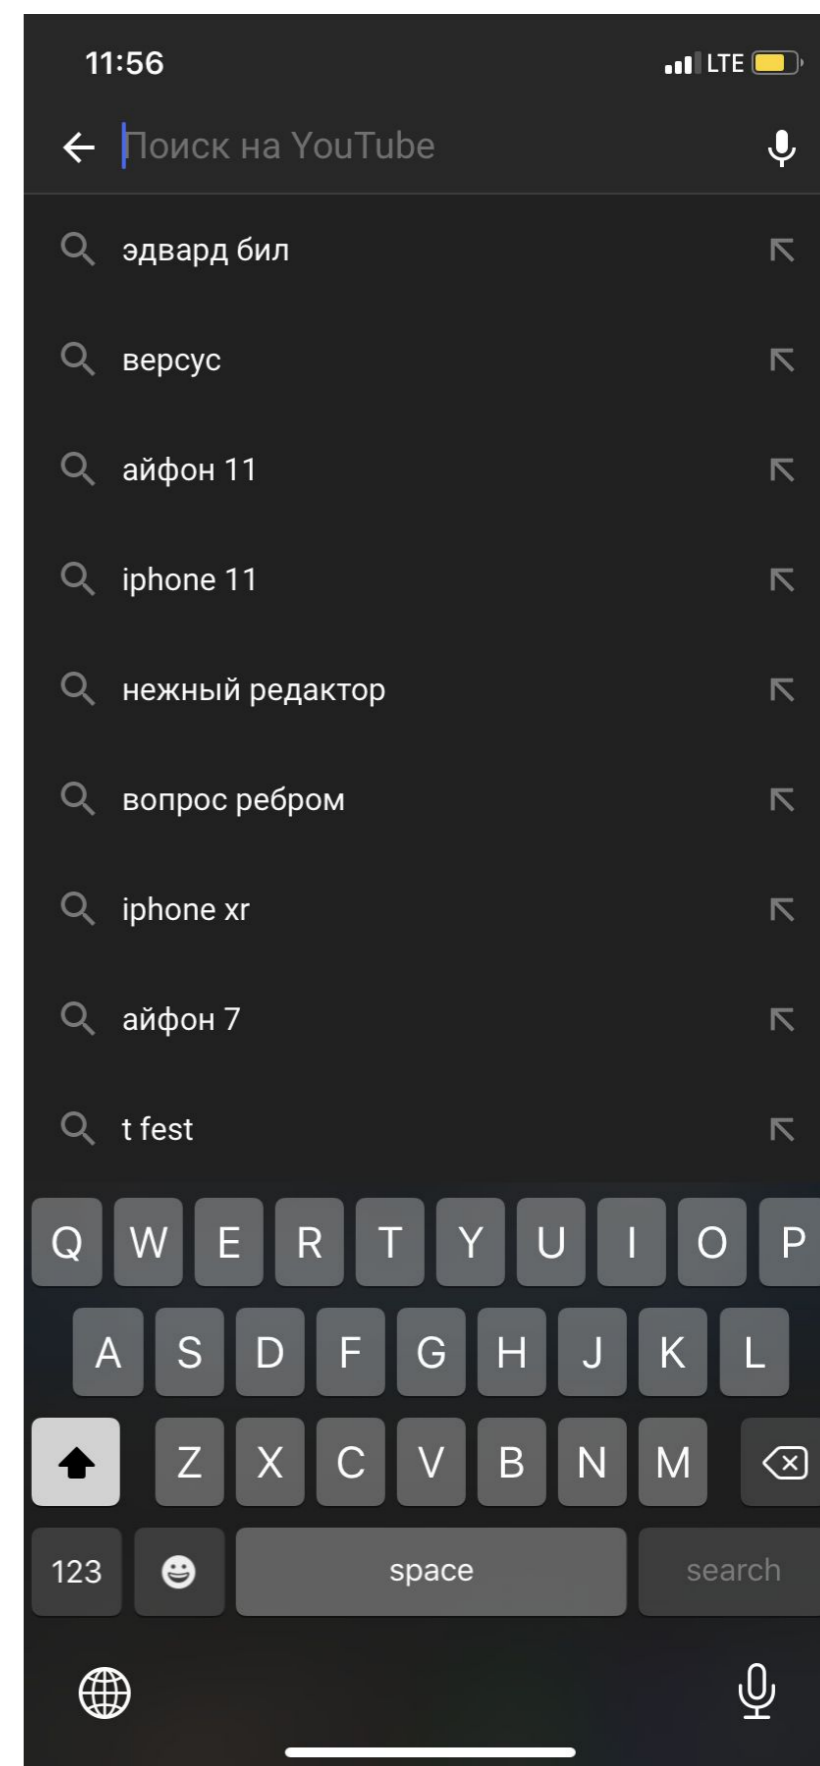 11:56 LTE
Поиск на YouTube
эдвард бил
версус
айфон 11
iphone 11
нежный редактор
вопрос ребром
iphone xr
айфон 7
t fest
Q W E R T Y U I O P
A S D F G H J K L
Z X C V B N M
123 space search